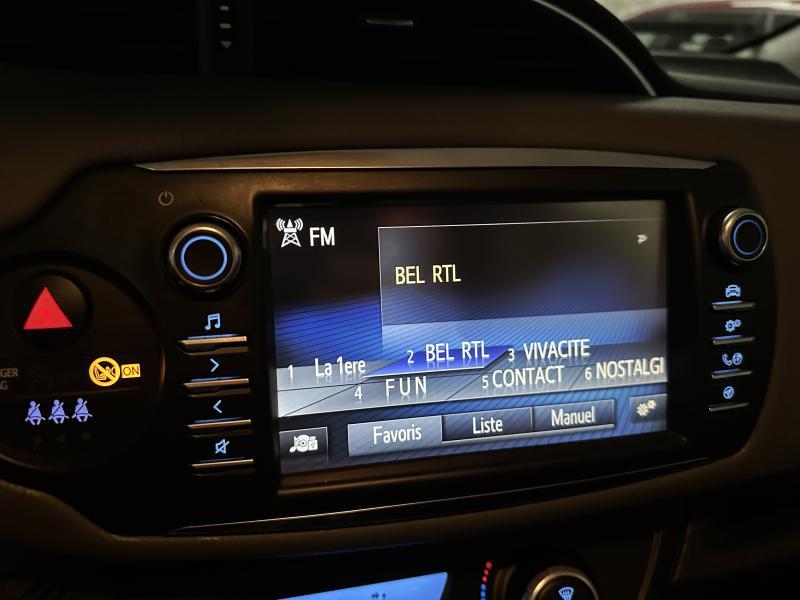 FM
BEL RTL
1 La 1ere 2 BEL RTL 3 VIVACITE
4 FUN 5 CONTACT 6 NOSTALGI
Favoris Liste Manuel
ON